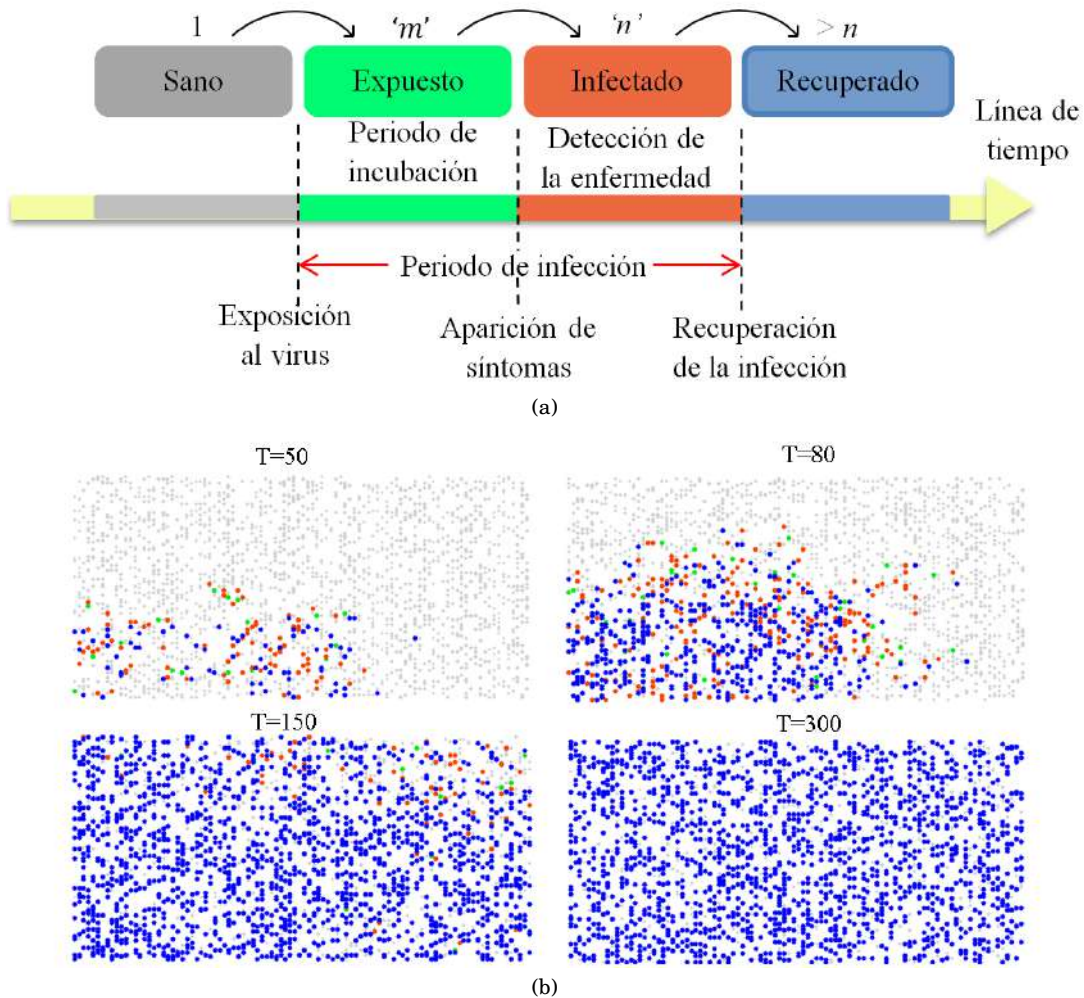 1 ‘m’ ‘n’ > n
Sano Expuesto Infectado Recuperado
Periodo de
incubación
Detección de
la enfermedad
Línea de
tiempo
Periodo de infección
Exposición
al virus
Aparición de
síntomas
Recuperación
de la infección
(a)
T=50 T=80
T=150 T=300
(b)